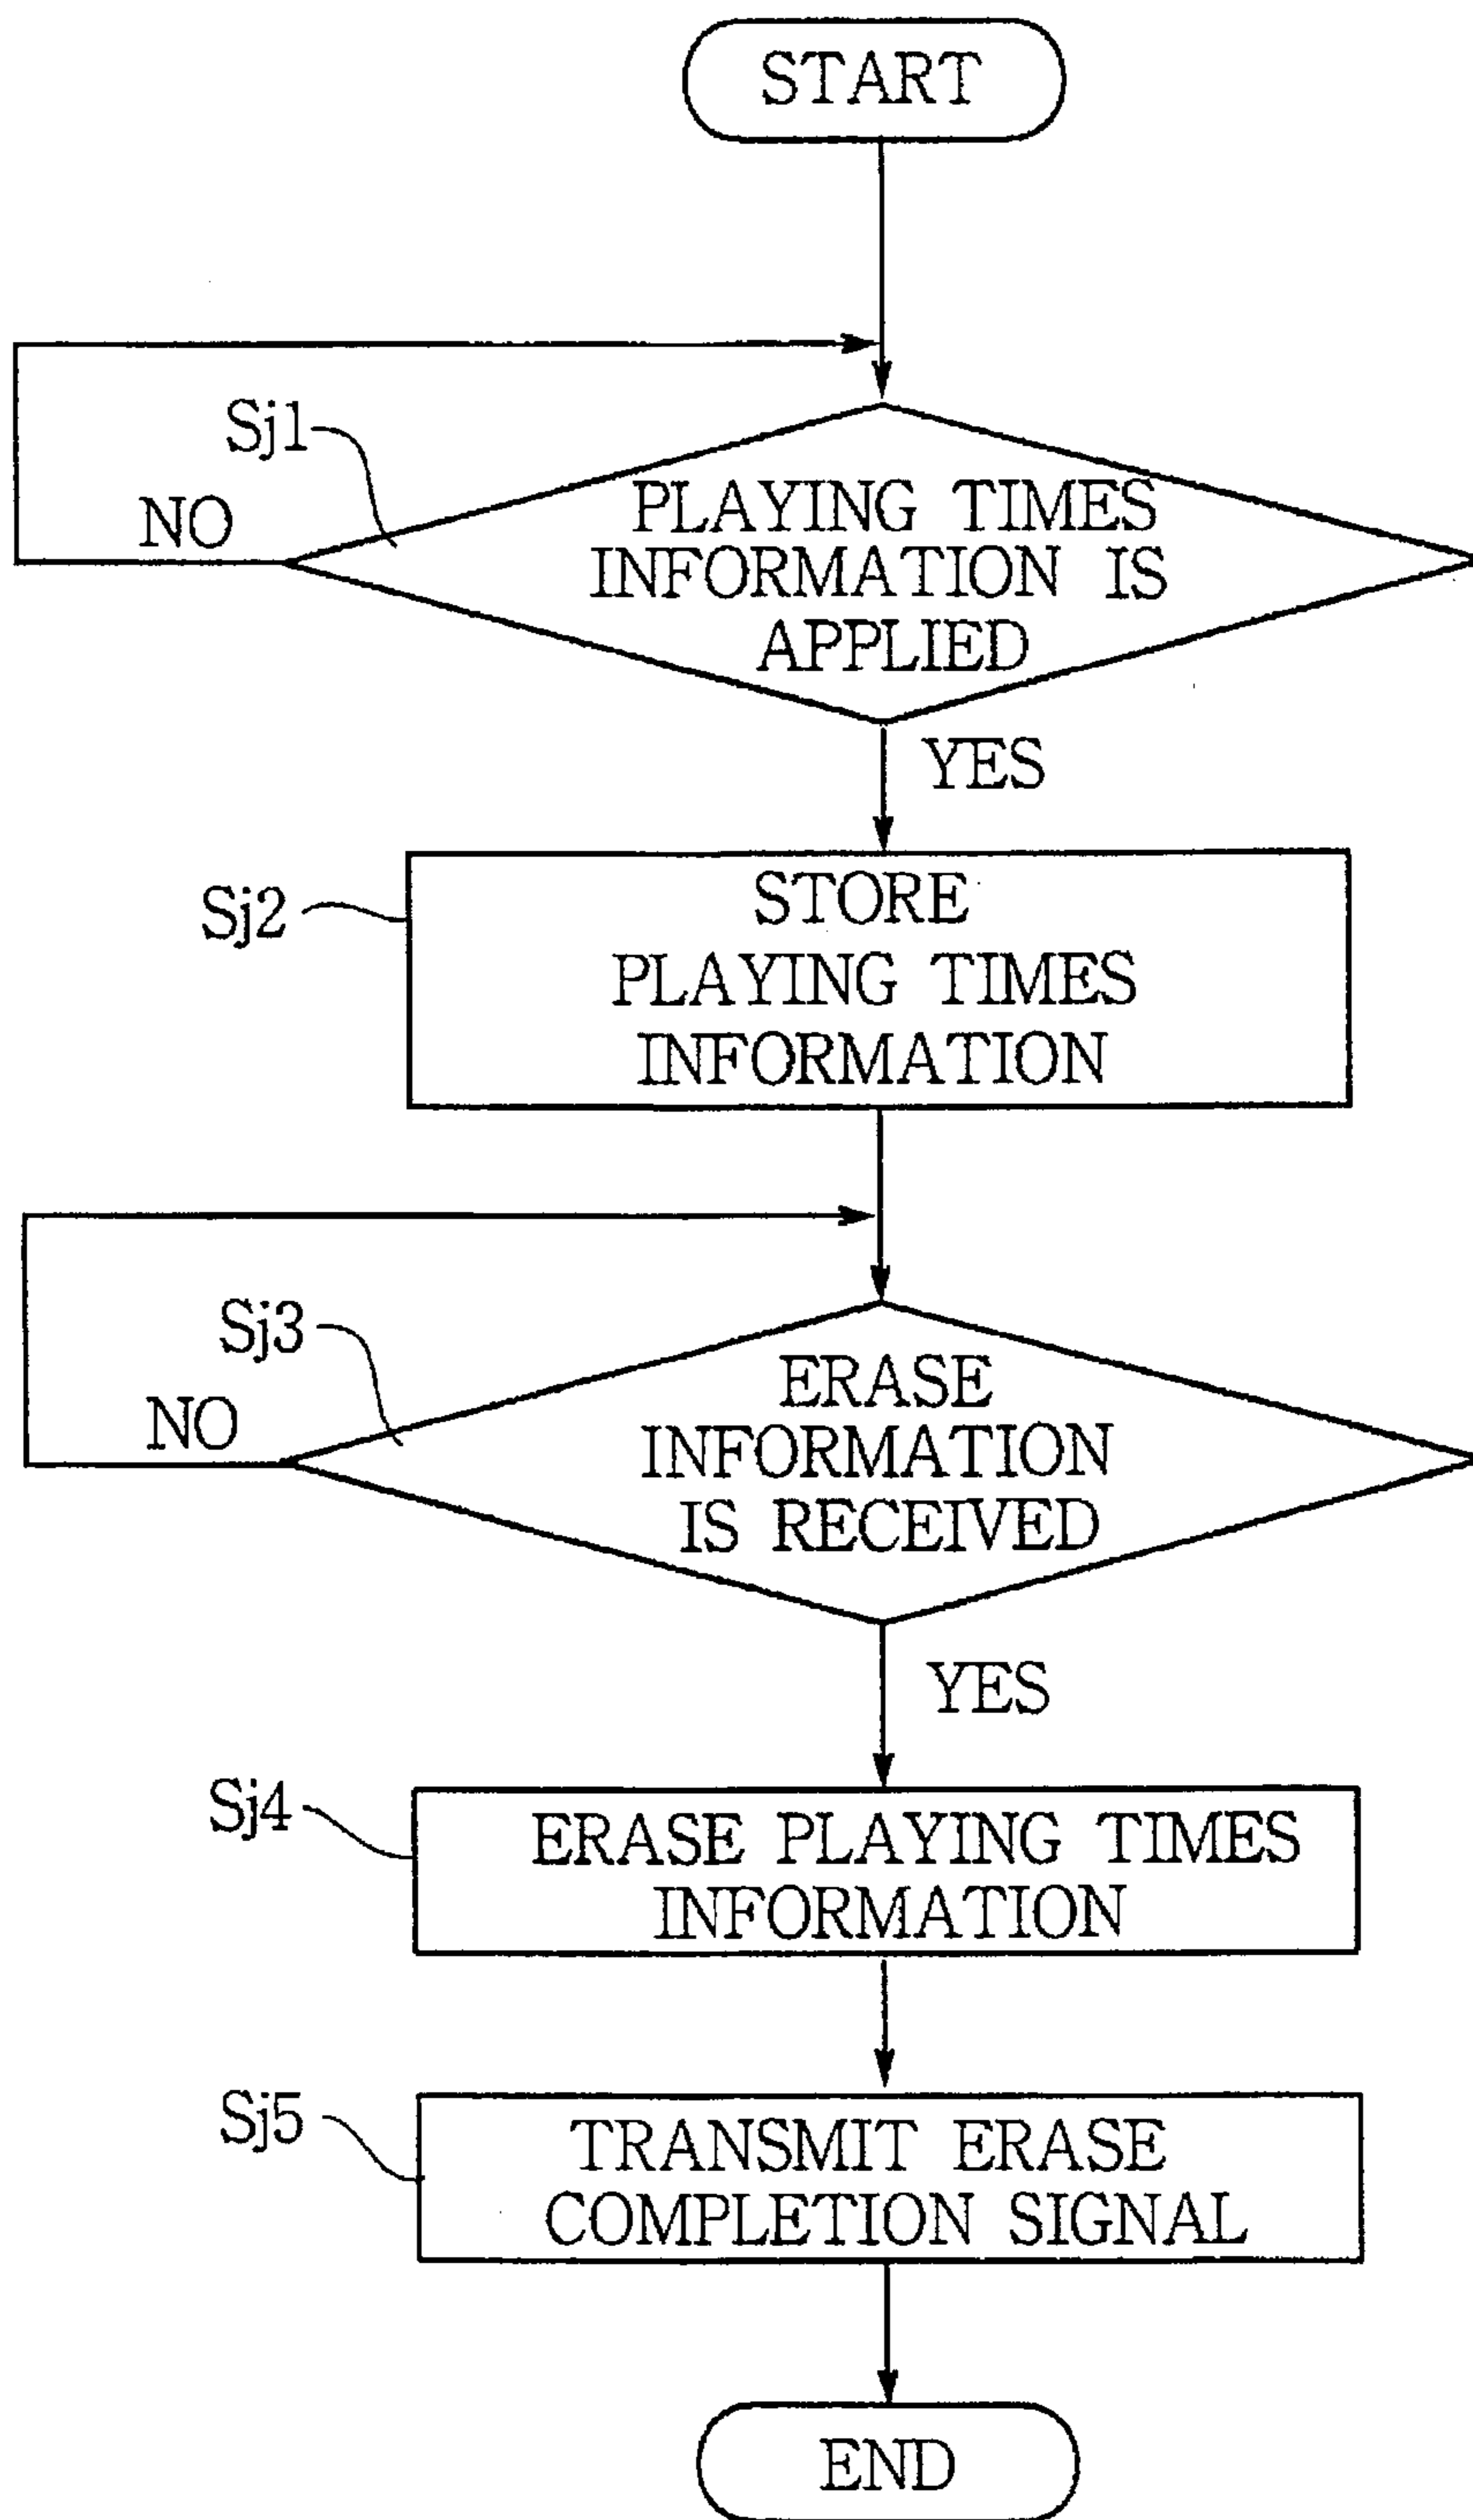 START
Sj1
NO
PLAYING TIMES
INFORMATION IS
APPLIED
YES
Sj2
STORE
PLAYING TIMES
INFORMATION
Sj3
NO
ERASE
INFORMATION
IS RECEIVED
YES
Sj4
ERASE PLAYING TIMES
INFORMATION
Sj5
TRANSMIT ERASE
COMPLETION SIGNAL
END